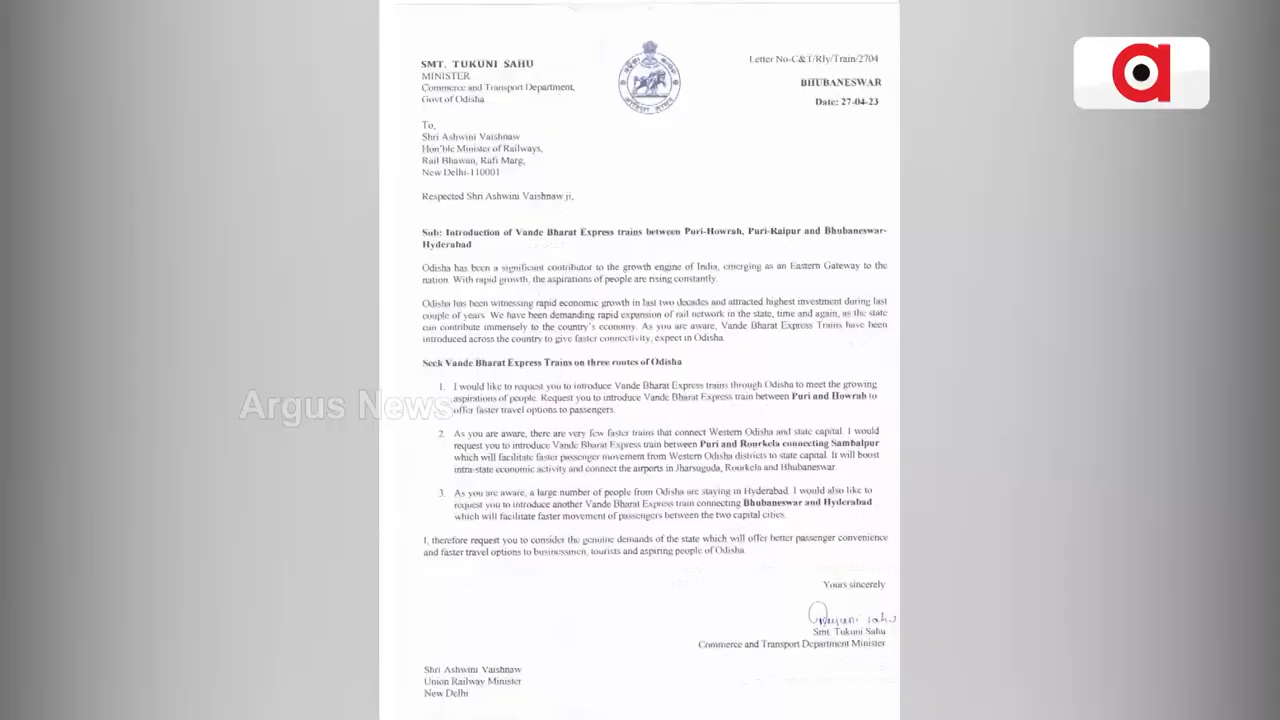 SMT. TUKUNI SAHU
MINISTER
Commerce and Transport Department,
Govt of Odisha
Letter No-C&T/Rly/Train/2704
BHUBANESWAR
Date: 27-04-23
To,
Shri Ashwini Vaishnaw
Hon'ble Minister of Railways,
Rail Bhawan, Rafi Marg,
New Delhi-110001
Respected Shri Ashwini Vaishnaw ji,
Sub: Introduction of Vande Bharat Express trains between Puri-Howrah, Puri-Raipur and Bhubaneswar-
Hyderabad
Odisha has been a significant contributor to the growth engine of India, emerging as an Eastern Gateway to the
nation. With rapid growth, the aspirations of people are rising constantly.
Odisha has been witnessing rapid economic growth in last two decades and attracted highest investment during last
couple of years. We have been demanding rapid expansion of rail network in the state, time and again, as the state
can contribute immensely to the country's economy. As you are aware, Vande Bharat Express Trains have been
introduced across the country to give faster connectivity, expect in Odisha.
Seek Vande Bharat Express Trains on three routes of Odisha
1. I would like to request you to introduce Vande Bharat Express trains through Odisha to meet the growing
aspirations of people. Request you to introduce Vande Bharat Express train between Puri and Howrah to
offer faster travel options to passengers.
Argus News
2. As you are aware, there are very few faster trains that connect Western Odisha and state capital. I would
request you to introduce Vande Bharat Express train between Puri and Rourkela connecting Sambalpur
which will facilitate faster passenger movement from Western Odisha districts to state capital. It will boost
intra-state economic activity and connect the airports in Jharsuguda, Rourkela and Bhubaneswar.
3. As you are aware, a large number of people from Odisha are staying in Hyderabad. I would also like to
request you to introduce another Vande Bharat Express train connecting Bhubaneswar and Hyderabad
which will facilitate faster movement of passengers between the two capital cities.
I, therefore request you to consider the genuine demands of the state which will offer better passenger convenience
and faster travel options to businessmen, tourists and aspiring people of Odisha.
Yours sincerely
Smt. Tukuni Sahu
Commerce and Transport Department Minister
Shri Ashwini Vaishnaw
Union Railway Minister
New Delhi